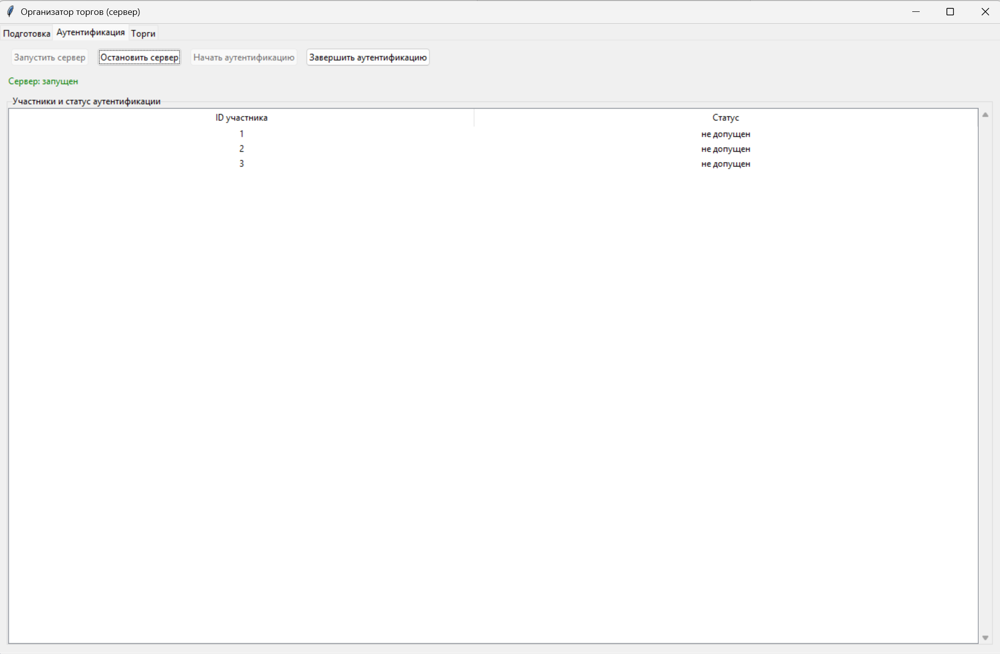 Организатор торгов (сервер)
Подготовка Аутентификация Торги
Запустить сервер Остановить сервер Начать аутентификацию Завершить аутентификацию
Сервер: запущен
Участники и статус аутентификации
ID участника Статус
1 не допущен
2 не допущен
3 не допущен